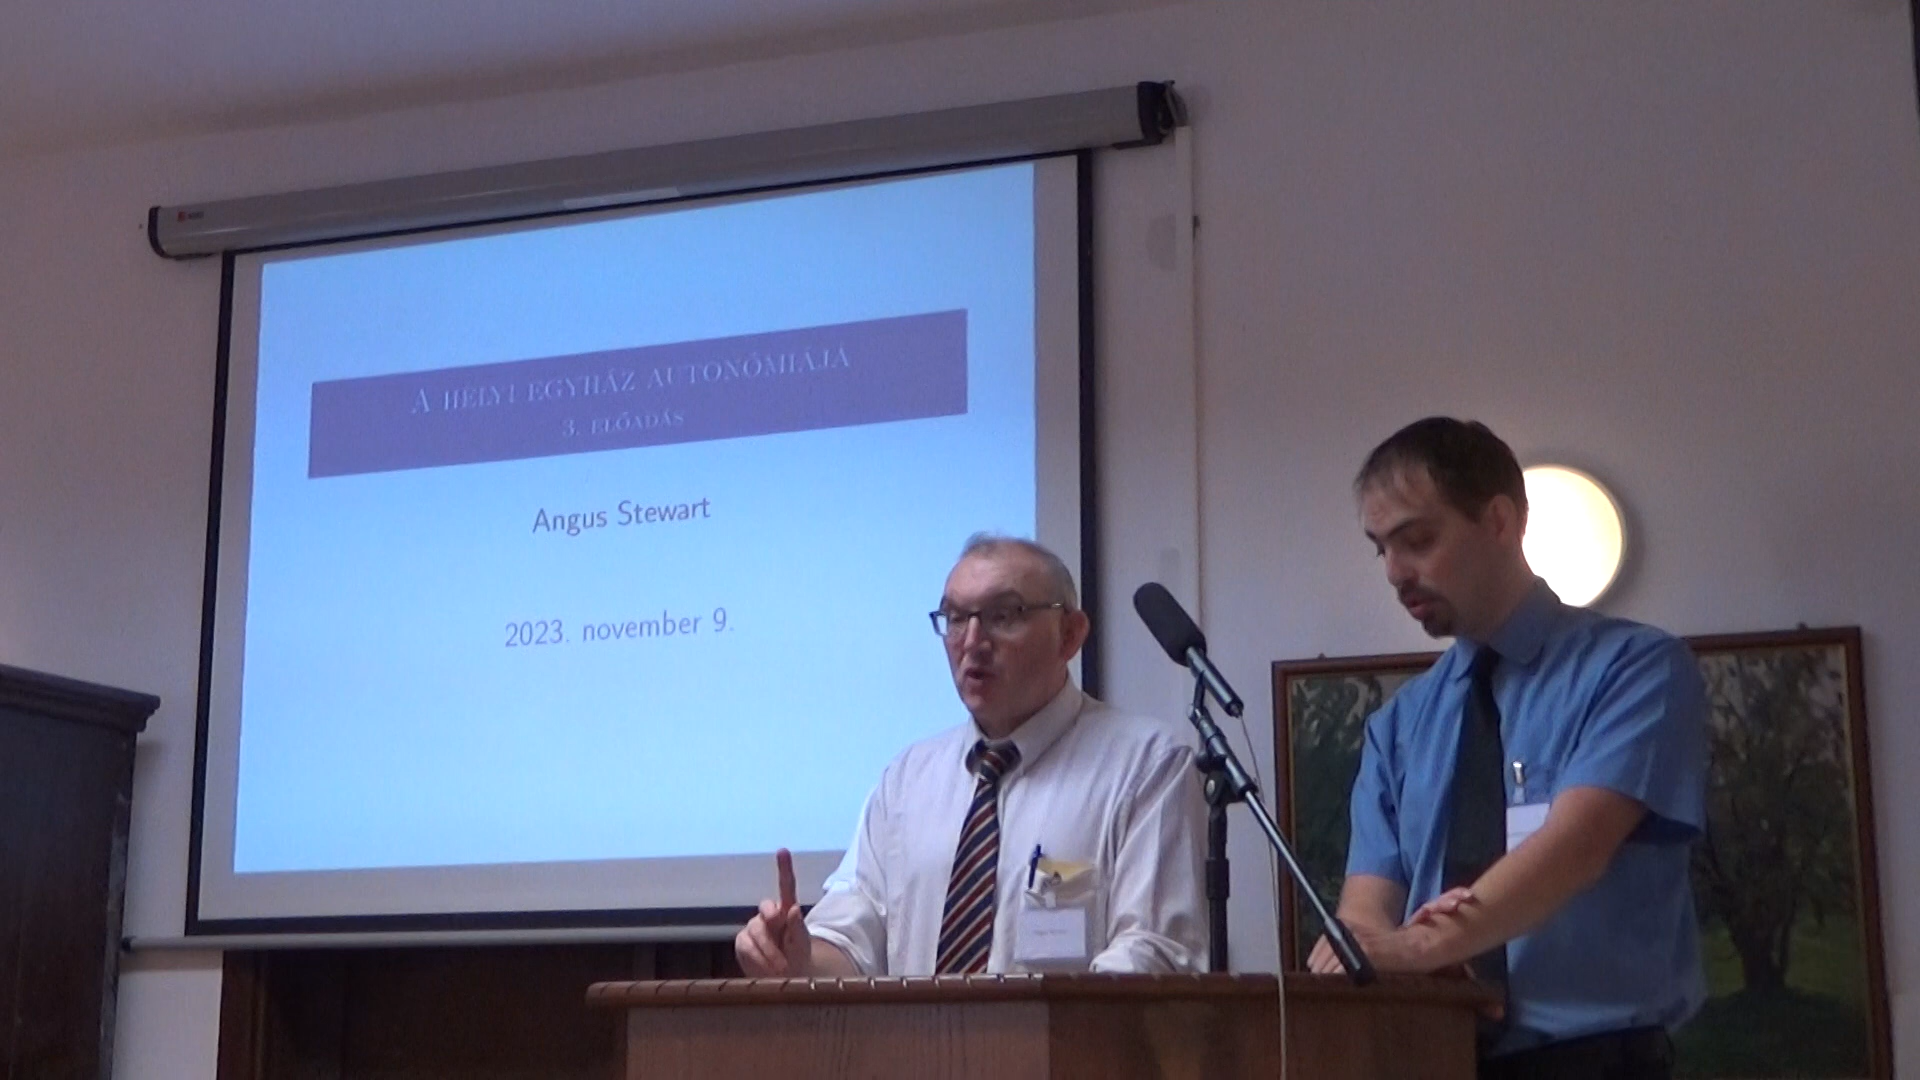 A HELYI EGYHÁZ AUTONÓMIÁJA
3. ELŐADÁS
Angus Stewart
2023. november 9.